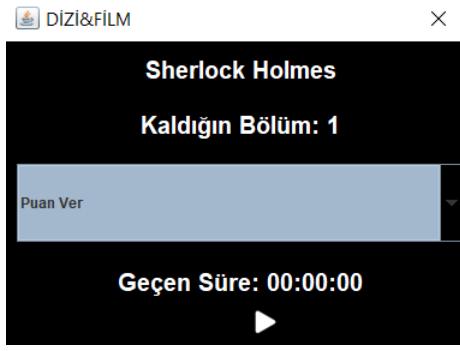 DİZİ&FİLM
Sherlock Holmes
Kaldığın Bölüm: 1
Puan Ver
Geçen Süre: 00:00:00